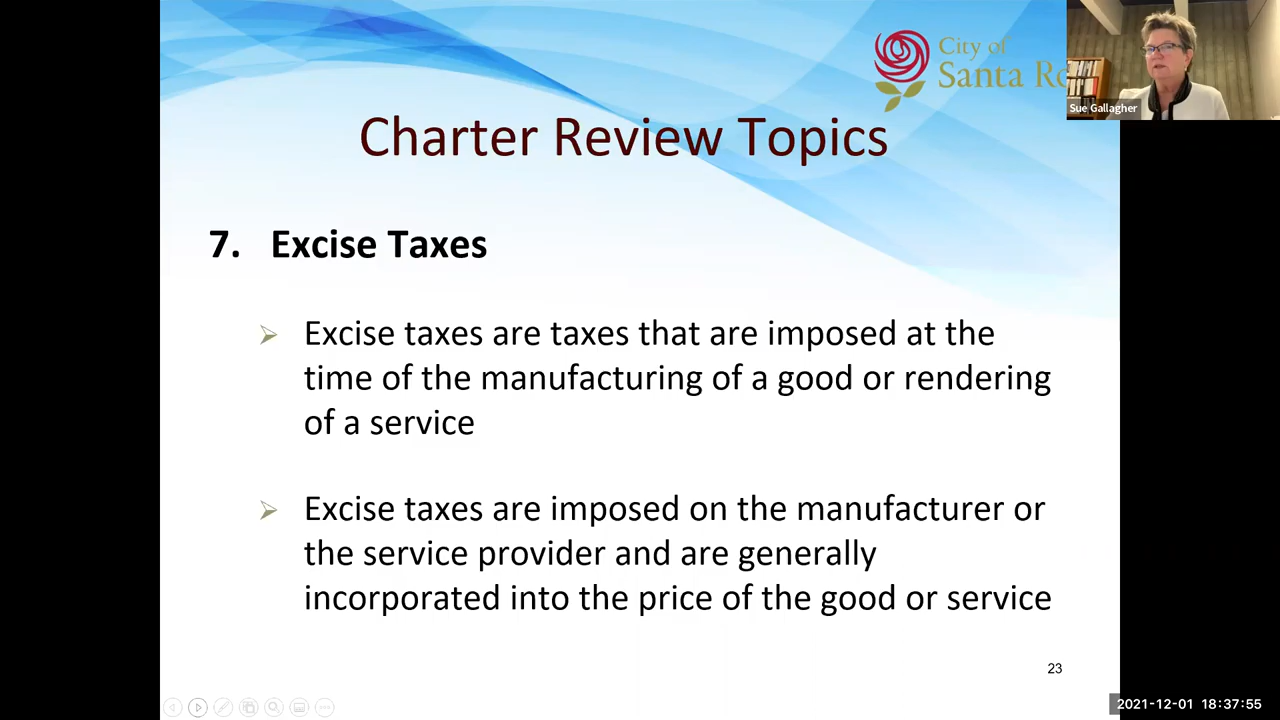 City of
Santa Ro
Sue Gallagher
Charter Review Topics
7. Excise Taxes
Excise taxes are taxes that are imposed at the
time of the manufacturing of a good or rendering
of a service
Excise taxes are imposed on the manufacturer or
the service provider and are generally
incorporated into the price of the good or service
23
2021-12-01 18:37:55